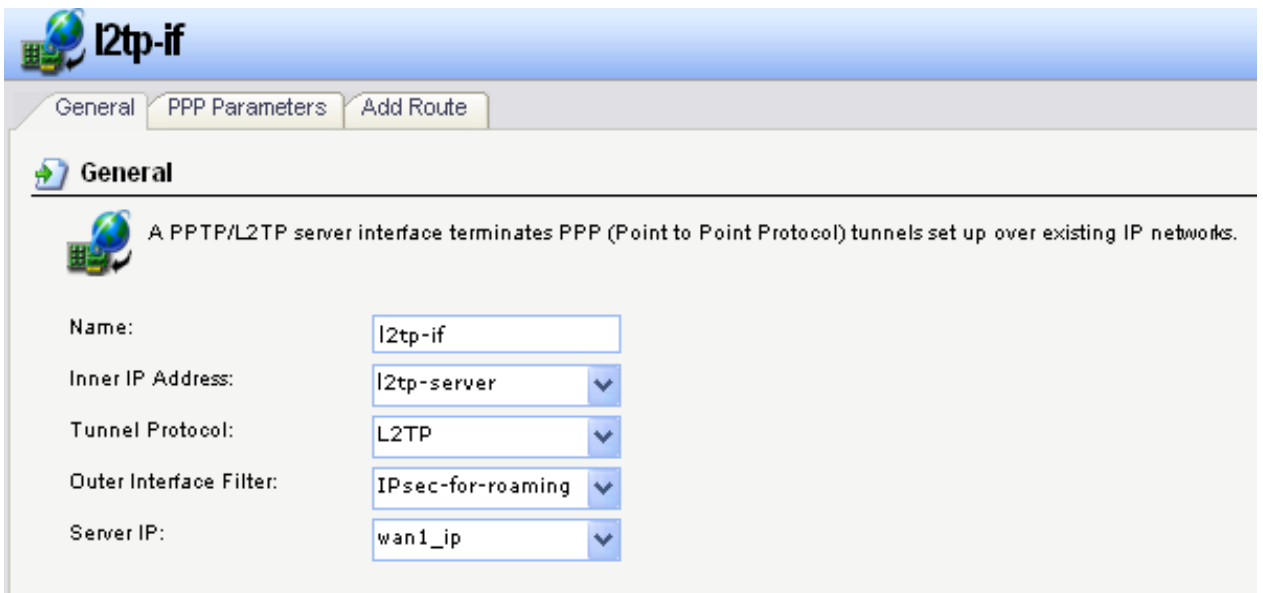 l2tp-if
General PPP Parameters Add Route
General
A PPTP/L2TP server interface terminates PPP (Point to Point Protocol) tunnels set up over existing IP networks.
Name: l2tp-if
Inner IP Address: l2tp-server
Tunnel Protocol: L2TP
Outer Interface Filter: IPsec-for-roaming
Server IP: wan1_ip